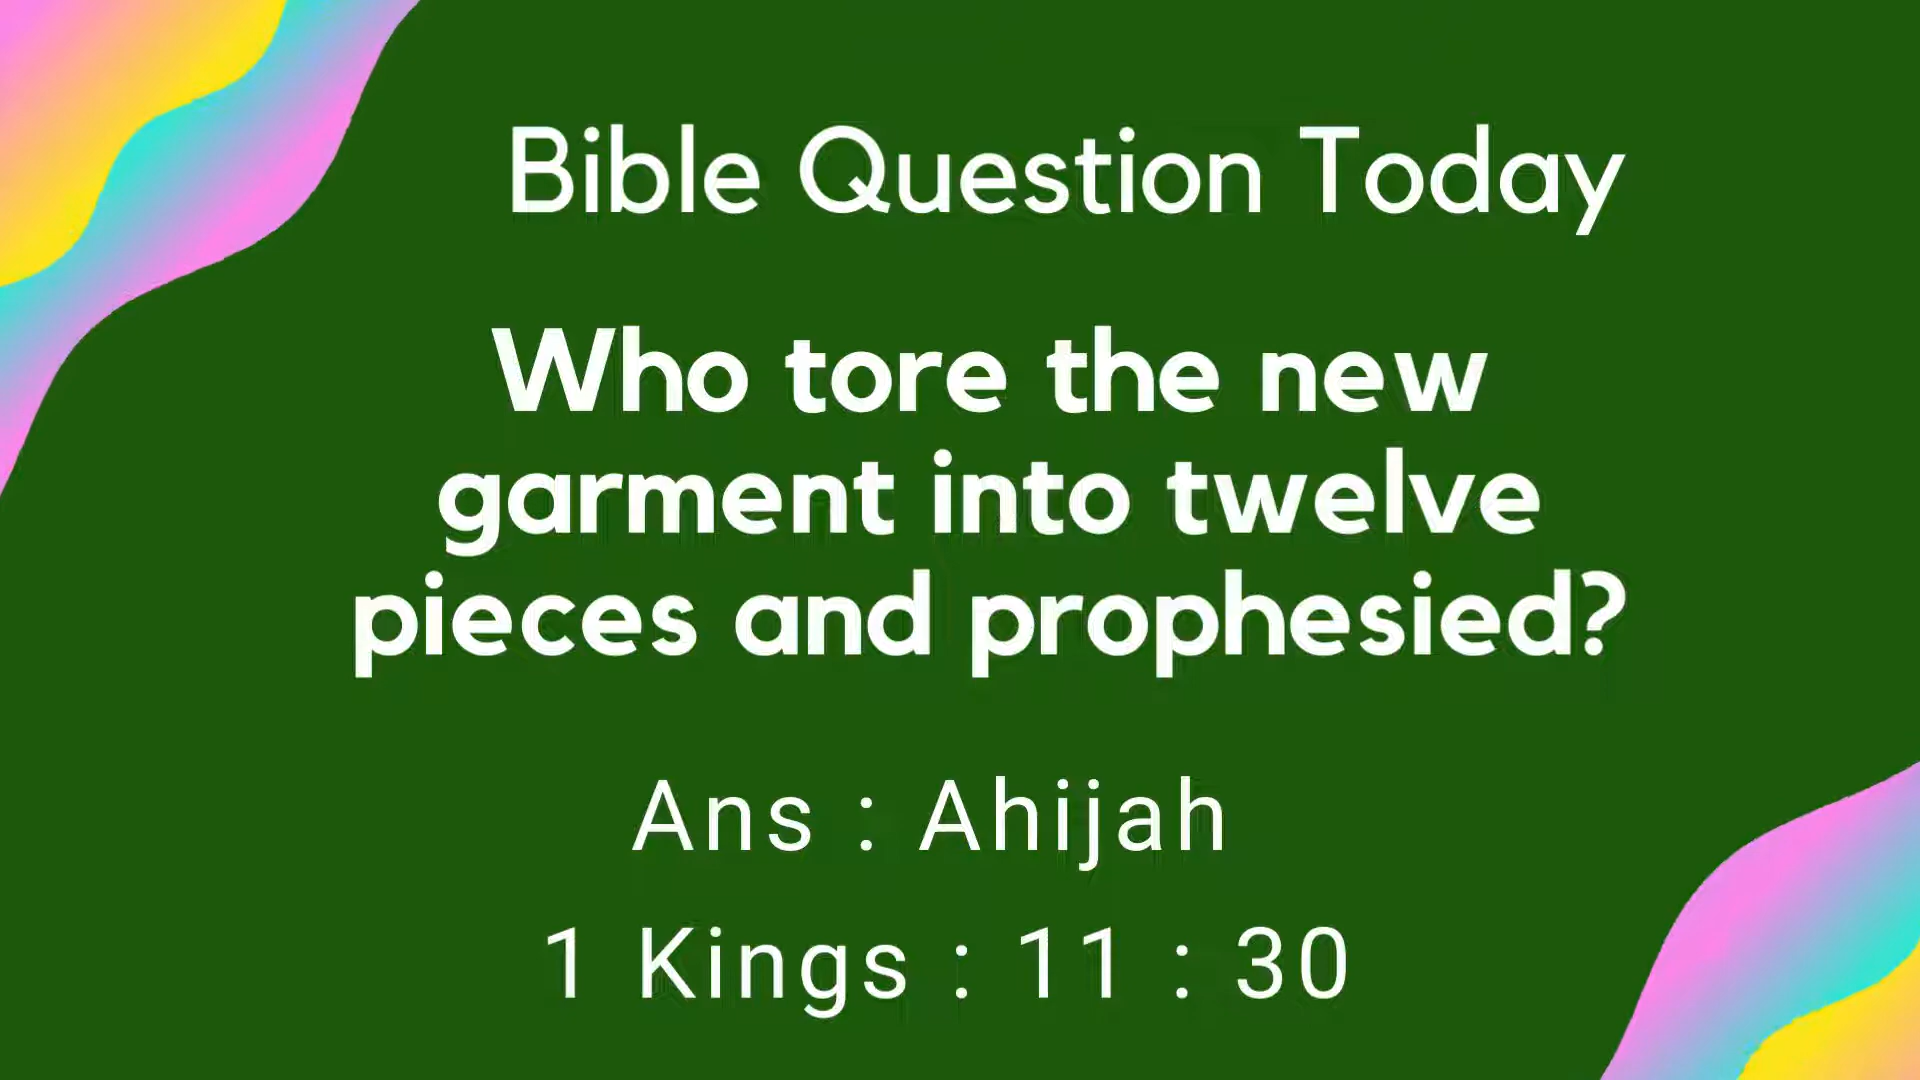 Bible Question Today
Who tore the new
garment into twelve
pieces and prophesied?
Ans : Ahijah
1 Kings : 11 : 30